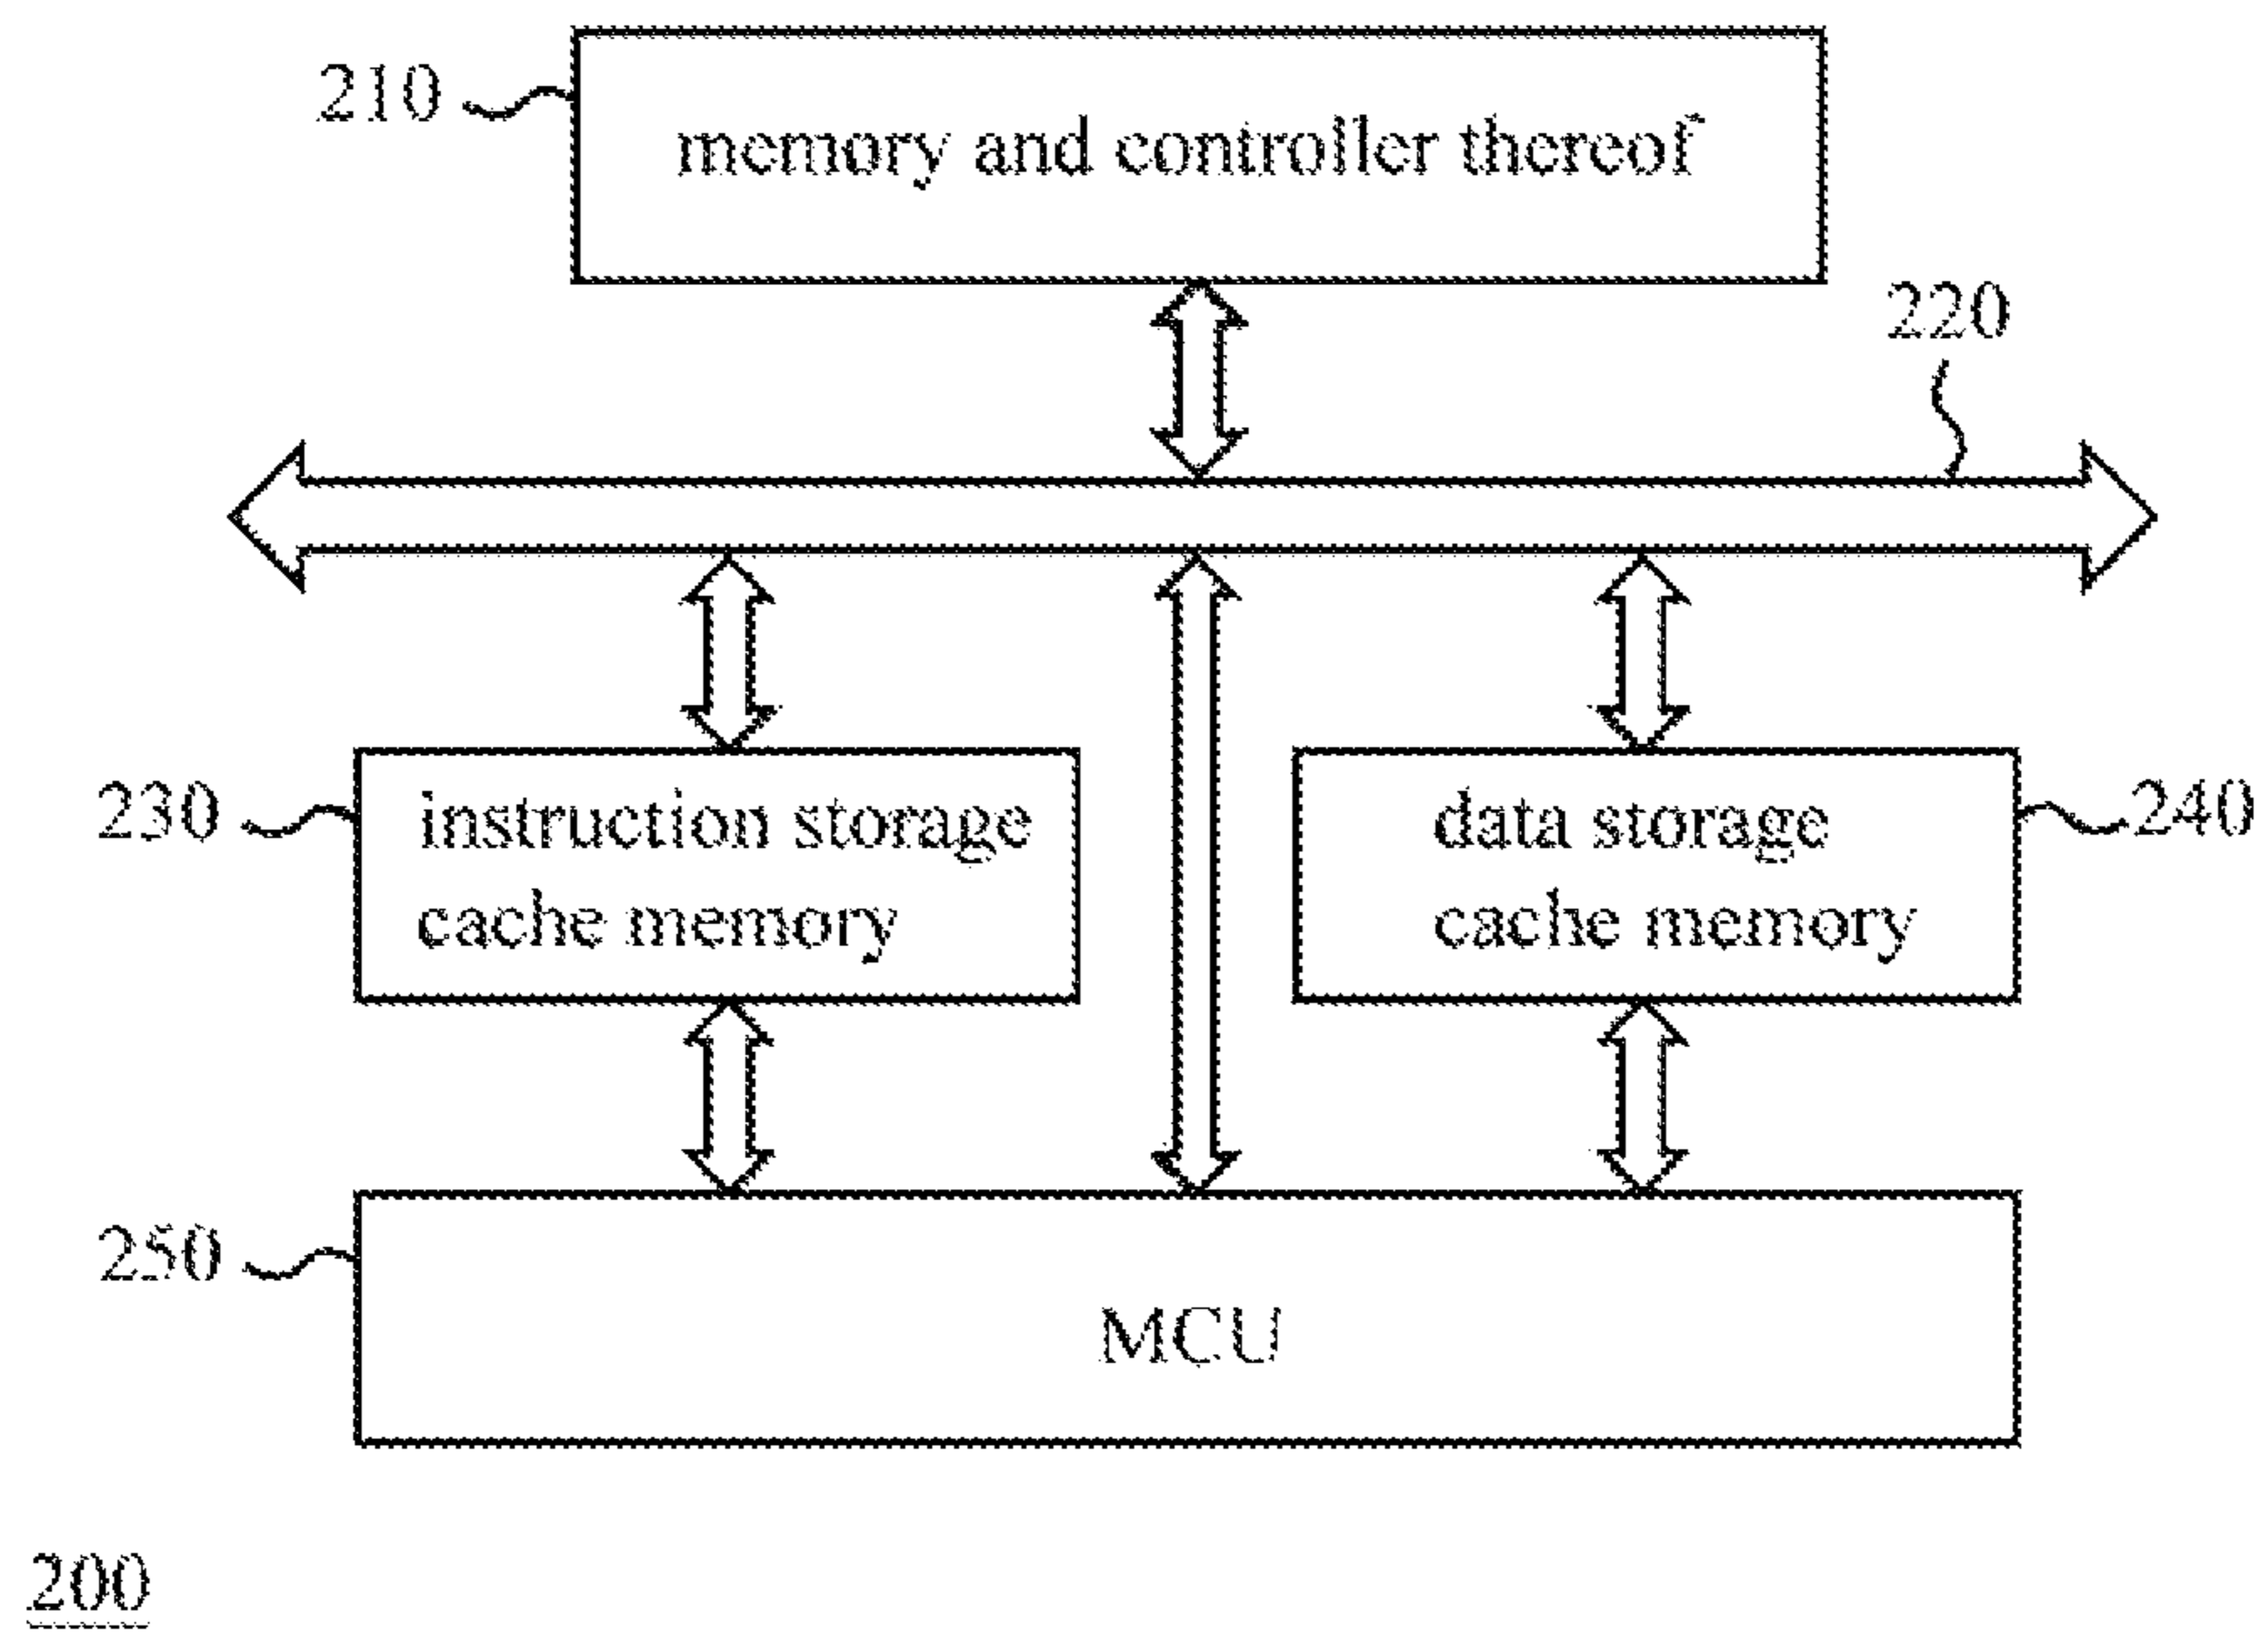 210
memory and controller thereof
220
230
instruction storage
cache memory
data storage
cache memory
240
250
MCU
200